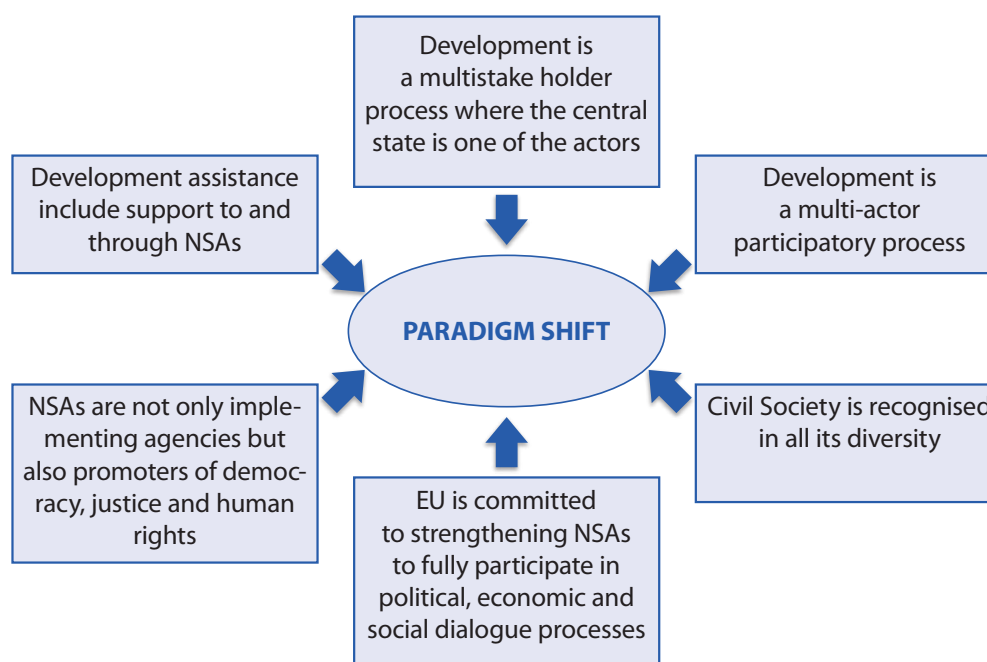 Development is
a multistake holder
process where the central
state is one of the actors
Development assistance
include support to and
through NSAs
Development is
a multi-actor
participatory process
PARADIGM SHIFT
NSAs are not only imple-
menting agencies but
also promoters of democ-
racy, justice and human
rights
Civil Society is recognised
in all its diversity
EU is committed
to strengthening NSAs
to fully participate in
political, economic and
social dialogue processes